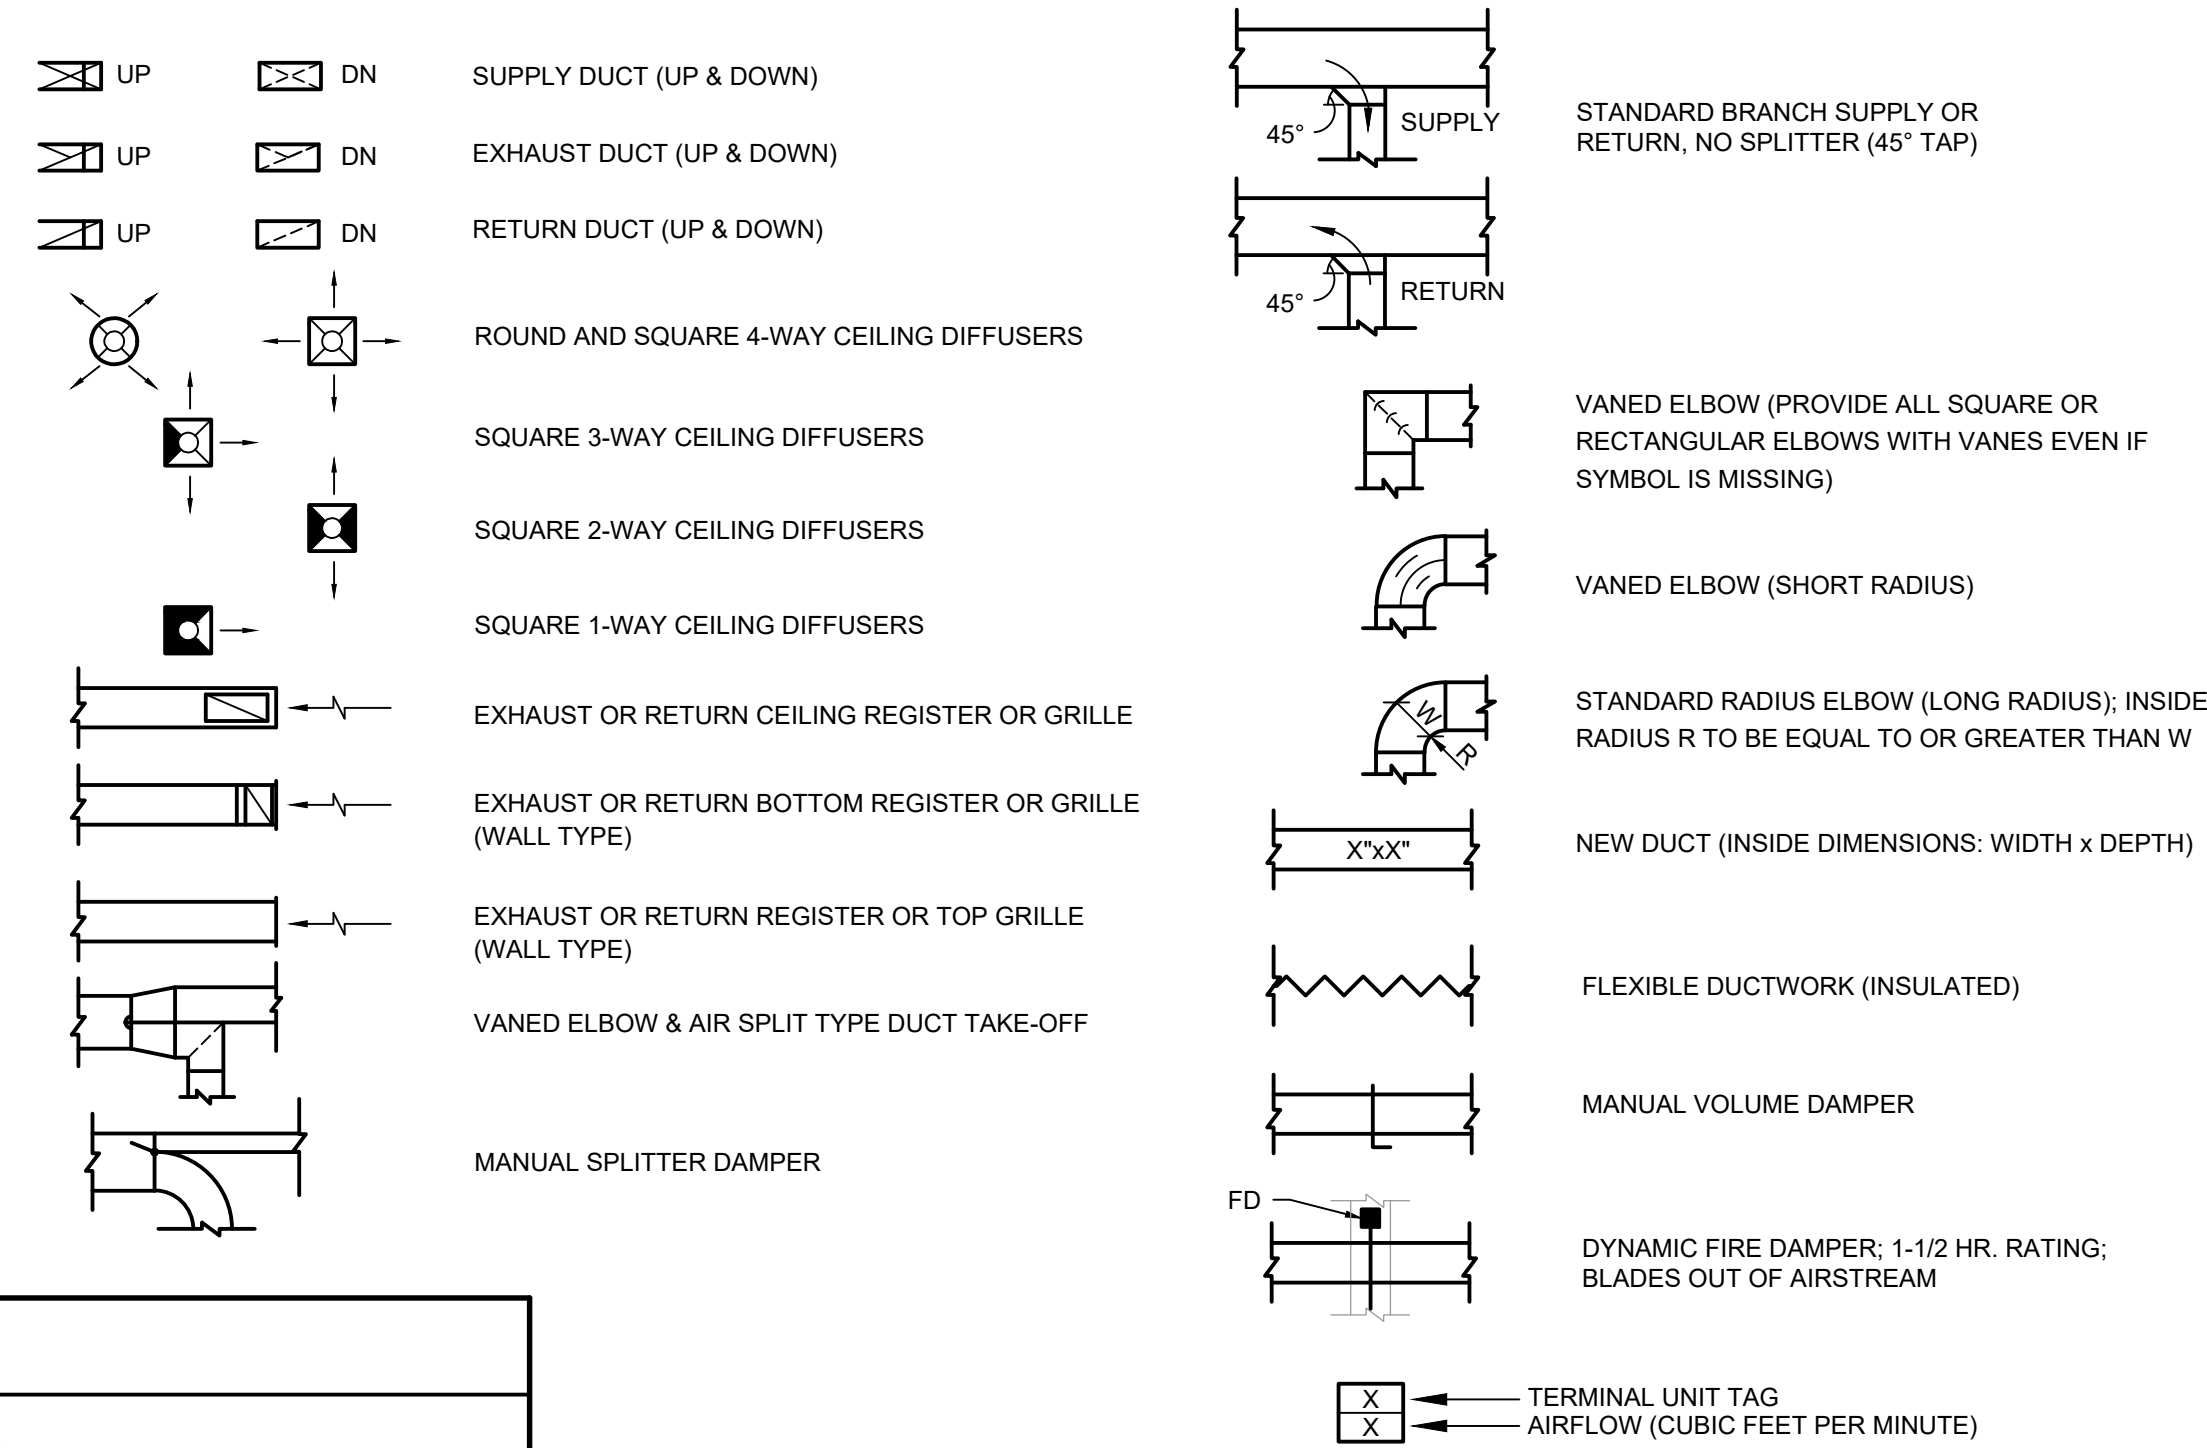 UP DN SUPPLY DUCT (UP & DOWN)
UP DN EXHAUST DUCT (UP & DOWN)
UP DN RETURN DUCT (UP & DOWN)
ROUND AND SQUARE 4-WAY CEILING DIFFUSERS
SQUARE 3-WAY CEILING DIFFUSERS
SQUARE 2-WAY CEILING DIFFUSERS
SQUARE 1-WAY CEILING DIFFUSERS
EXHAUST OR RETURN CEILING REGISTER OR GRILLE
EXHAUST OR RETURN BOTTOM REGISTER OR GRILLE
(WALL TYPE)
EXHAUST OR RETURN REGISTER OR TOP GRILLE
(WALL TYPE)
VANED ELBOW & AIR SPLIT TYPE DUCT TAKE-OFF
MANUAL SPLITTER DAMPER
45° SUPPLY
STANDARD BRANCH SUPPLY OR
RETURN, NO SPLITTER (45° TAP)
45° RETURN
VANED ELBOW (PROVIDE ALL SQUARE OR
RECTANGULAR ELBOWS WITH VANES EVEN IF
SYMBOL IS MISSING)
VANED ELBOW (SHORT RADIUS)
W
R
STANDARD RADIUS ELBOW (LONG RADIUS); INSIDE
RADIUS R TO BE EQUAL TO OR GREATER THAN W
X"xX" NEW DUCT (INSIDE DIMENSIONS: WIDTH x DEPTH)
FLEXIBLE DUCTWORK (INSULATED)
MANUAL VOLUME DAMPER
FD
DYNAMIC FIRE DAMPER; 1-1/2 HR. RATING;
BLADES OUT OF AIRSTREAM
X TERMINAL UNIT TAG
X AIRFLOW (CUBIC FEET PER MINUTE)